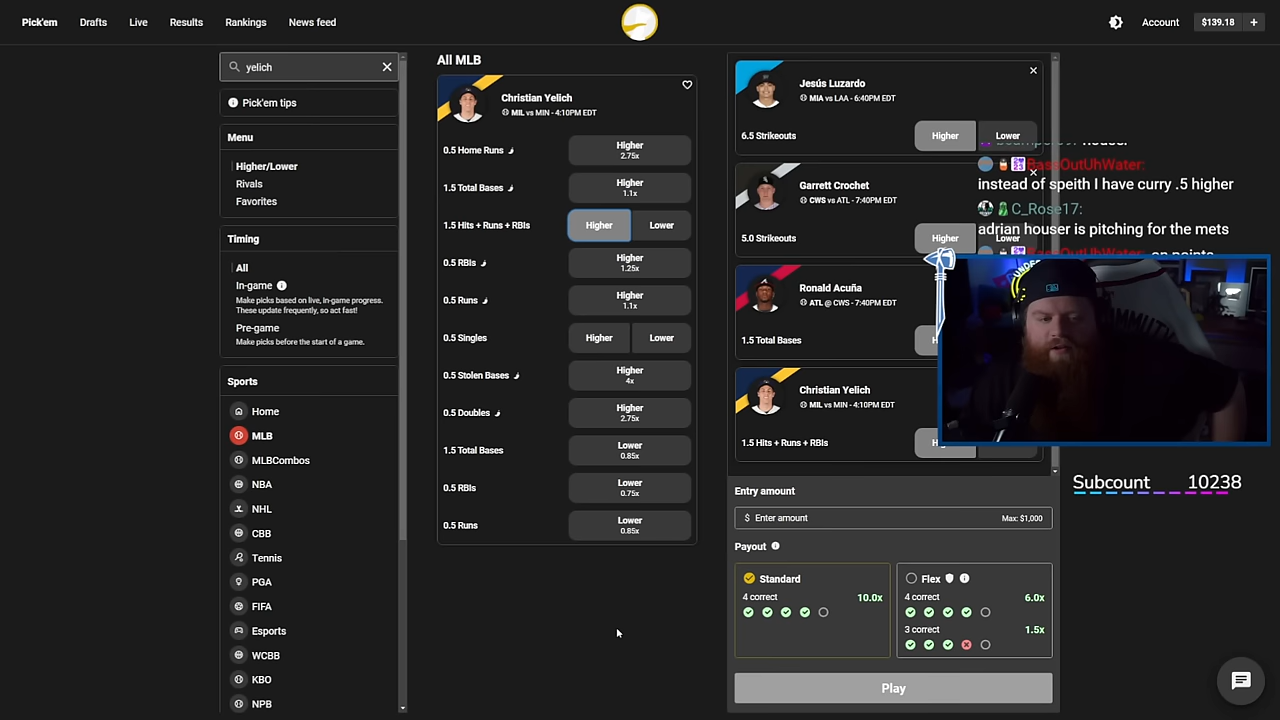 Pick'em
Drafts
Live
Results
Rankings
News feed
Account
$139.18
+
yelich
Pick'em tips
Menu
Higher/Lower
Rivals
Favorites
Timing
All
In-game
Make picks based on live, in-game progress.
These update frequently, so act fast!
Pre-game
Make picks before the start of a game.
Sports
Home
MLB
MLBCombos
NBA
NHL
CBB
Tennis
PGA
FIFA
Esports
WCBB
KBO
NPB
All MLB
Christian Yelich
MIL vs MIN - 4:10PM EDT
0.5 Home Runs
Higher
2.75x
1.5 Total Bases
Higher
1.1x
1.5 Hits + Runs + RBIs
Higher
Lower
0.5 RBIs
Higher
1.25x
0.5 Runs
Higher
1.1x
0.5 Singles
Higher
Lower
0.5 Stolen Bases
Higher
4x
0.5 Doubles
Higher
2.75x
1.5 Total Bases
Lower
0.85x
0.5 RBIs
Lower
0.75x
0.5 Runs
Lower
0.85x
Jesús Luzardo
MIA vs LAA - 6:40PM EDT
6.5 Strikeouts
Higher
Lower
Garrett Crochet
CWS vs ATL - 7:40PM EDT
5.0 Strikeouts
Higher
Lower
Ronald Acuña
ATL @ CWS - 7:40PM EDT
1.5 Total Bases
Christian Yelich
MIL vs MIN - 4:10PM EDT
1.5 Hits + Runs + RBIs
Entry amount
$ Enter amount
Max: $1,000
Payout
Standard
4 correct
10.0x
Flex
4 correct
6.0x
3 correct
1.5x
Play
BassOutUhWater:
instead of speith I have curry .5 higher
C_Rose17:
adrian houser is pitching for the mets
Subcount 10238